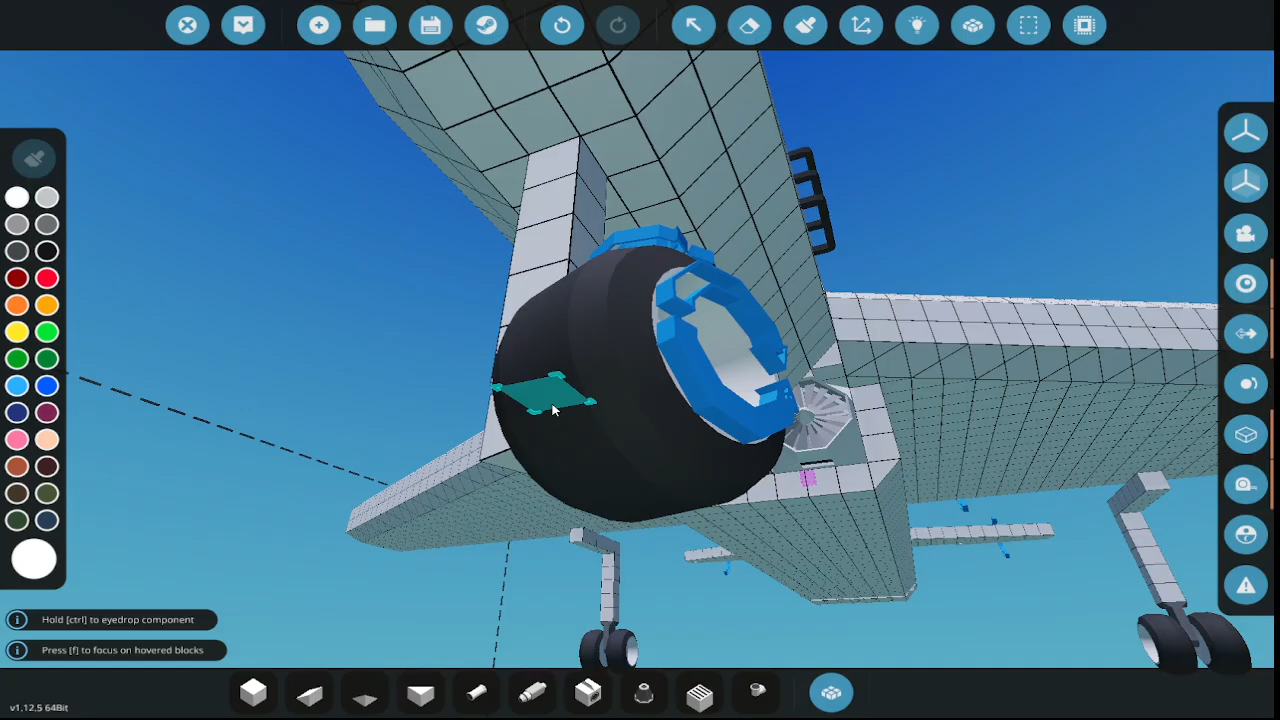 Hold [ctrl] to eyedrop component
Press [f] to focus on hovered blocks
v1.12.5 64Bit